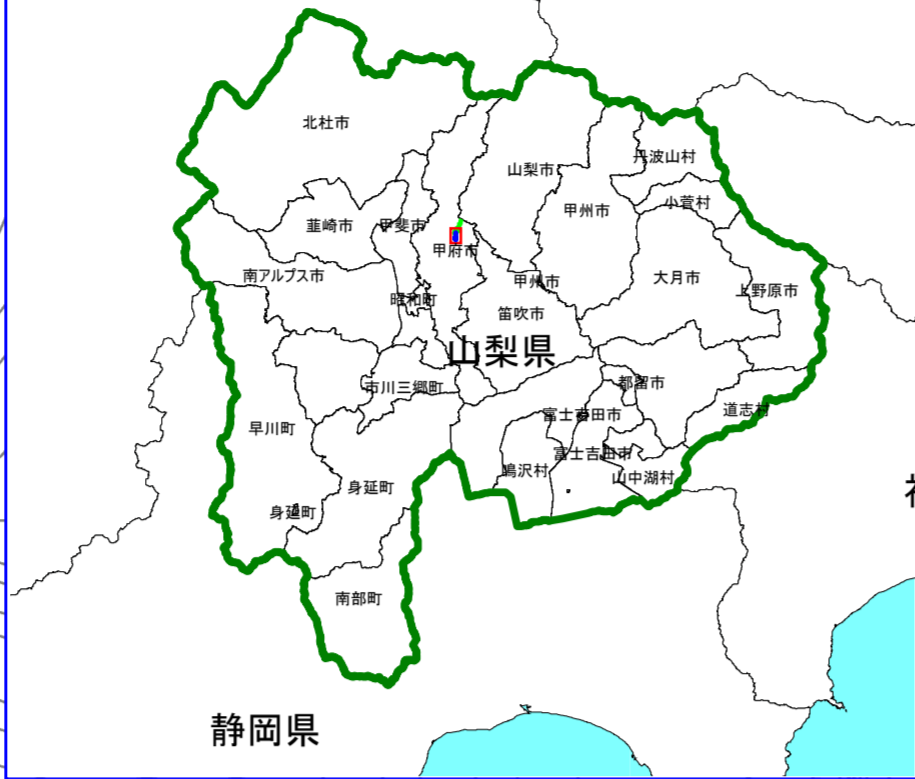 北杜市
丹波山村
山梨市
小菅村
甲州市
韮崎市
甲斐市
甲府市
南アルプス市
大月市
甲州市
上野原市
昭和町
笛吹市
山梨県
市川三郷町
都留市
道志村
富士吉田市
早川町
富士吉田市
鳴沢村
山中湖村
身延町
身延町
南部町
静岡県